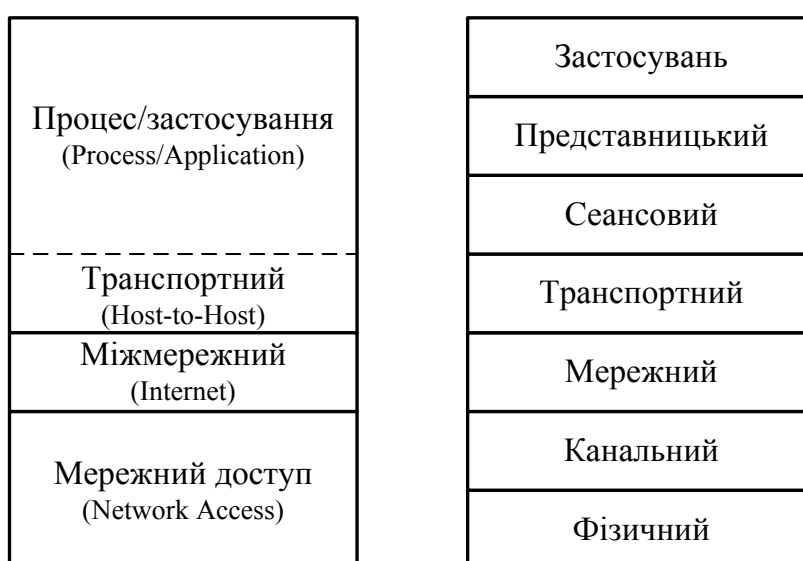 Процес/застосування
(Process/Application)
Транспортний
(Host-to-Host)
Міжмережний
(Internet)
Мережний доступ
(Network Access)
Застосувань
Представницький
Сеансовий
Транспортний
Мережний
Канальний
Фізичний